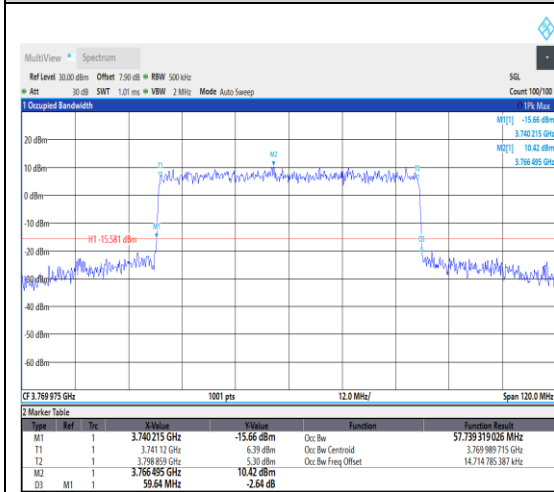 MultiView Spectrum
Ref Level 30.00 dBm Offset 7.90 dB RBW 500 kHz SGL
Att 30 dB SWT 1.01 ms VBW 2 MHz Mode Auto Sweep Count 100/100
1 Occupied Bandwidth 1Pk Max
M1[1] -15.66 dBm
3.740 215 GHz
M2[1] 10.42 dBm
3.766 495 GHz
20 dBm
10 dBm
0 dBm
-10 dBm
-20 dBm
-40 dBm
-50 dBm
-60 dBm
T1
M2
M1
H1 -15.581 dBm
CF 3.769 975 GHz 1001 pts 12.0 MHz/ Span 120.0 MHz
2 Marker Table
Type Ref Trc X-Value Y-Value Function Function Result
M1 1 3.740 215 GHz -15.66 dBm Occ Bw 57.739 319 026 MHz
T1 1 3.741 12 GHz 6.39 dBm Occ Bw Centroid 3.769 989 715 GHz
T2 1 3.798 859 GHz 5.30 dBm Occ Bw Freq Offset 14.714 785 387 kHz
M2 1 3.766 495 GHz 10.42 dBm
D3 M1 1 59.64 MHz -2.64 dB